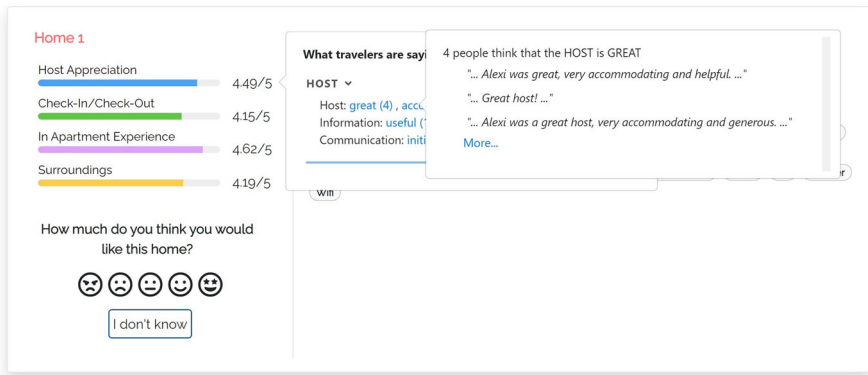 Home 1
Host Appreciation
4.49/5
Check-In/Check-Out
4.15/5
In Apartment Experience
4.62/5
Surroundings
4.19/5
How much do you think you would
like this home?
I don't know
What travelers are
HOST
Host: great (4) ,
Information: useful
Communication:
4 people think that the HOST is GREAT
"... Alexi was great, very accommodating and helpful. ..."
"... Great host! ..."
"... Alexi was a great host, very accommodating and generous. ..."
More...
Wifi